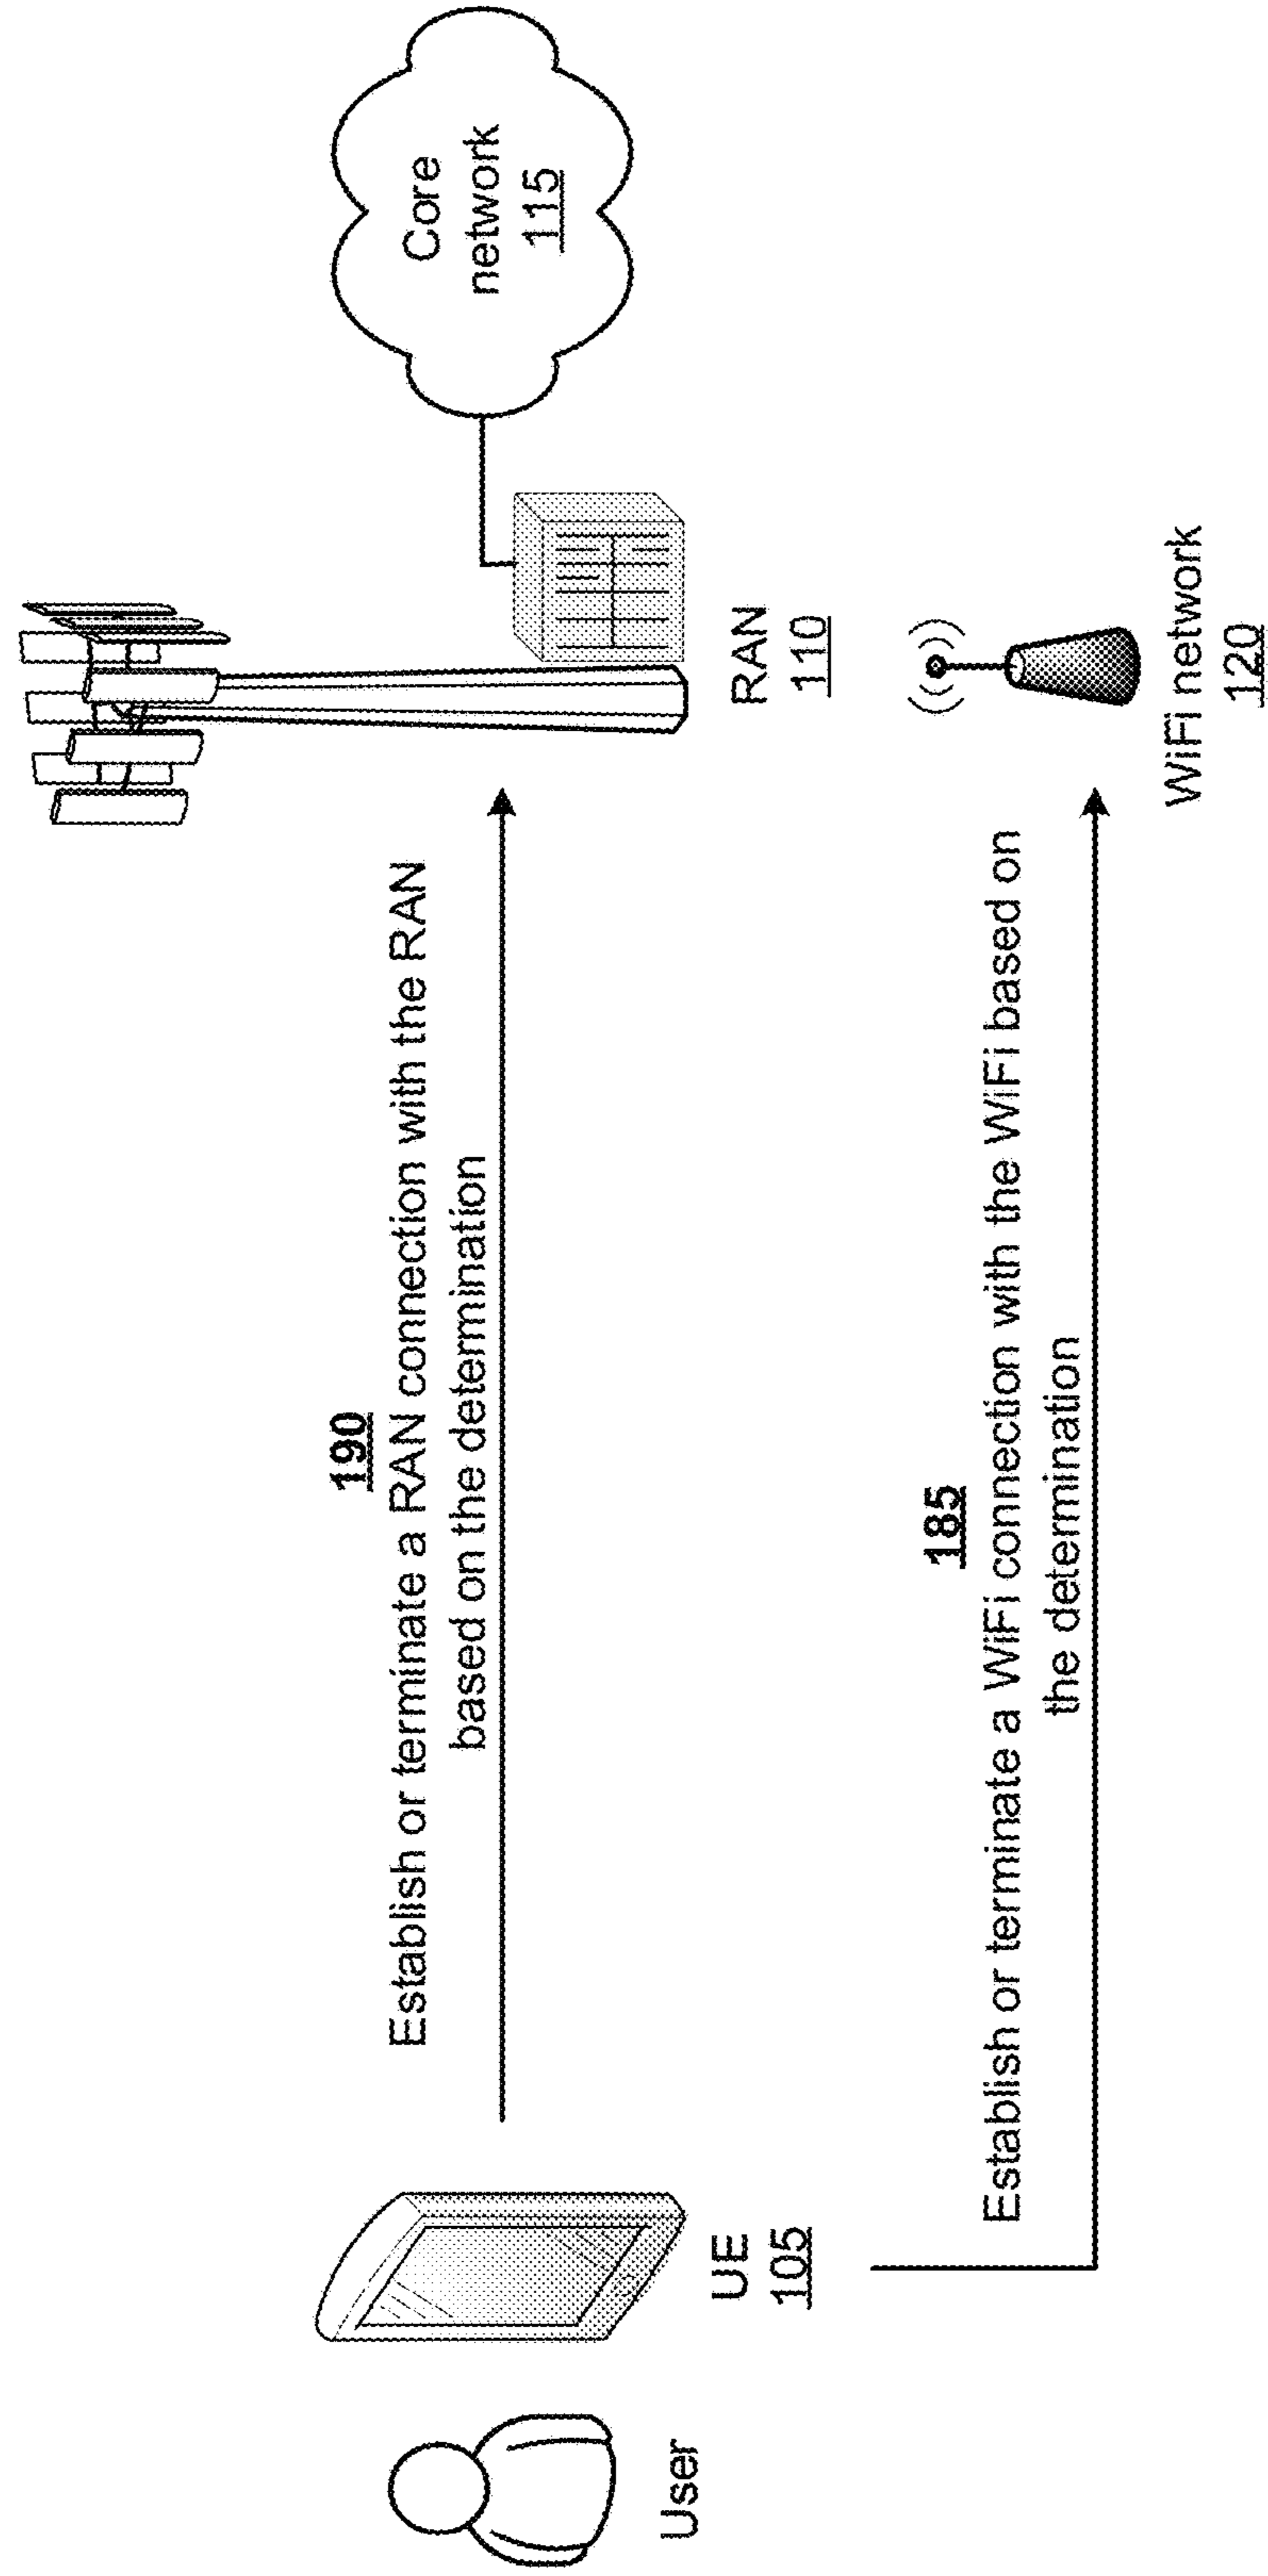 190
Establish or terminate a RAN connection with the RAN
based on the determination
Core
network
115
User
UE
105
RAN
110
185
Establish or terminate a WiFi connection with the WiFi based on
the determination
WiFi network
120